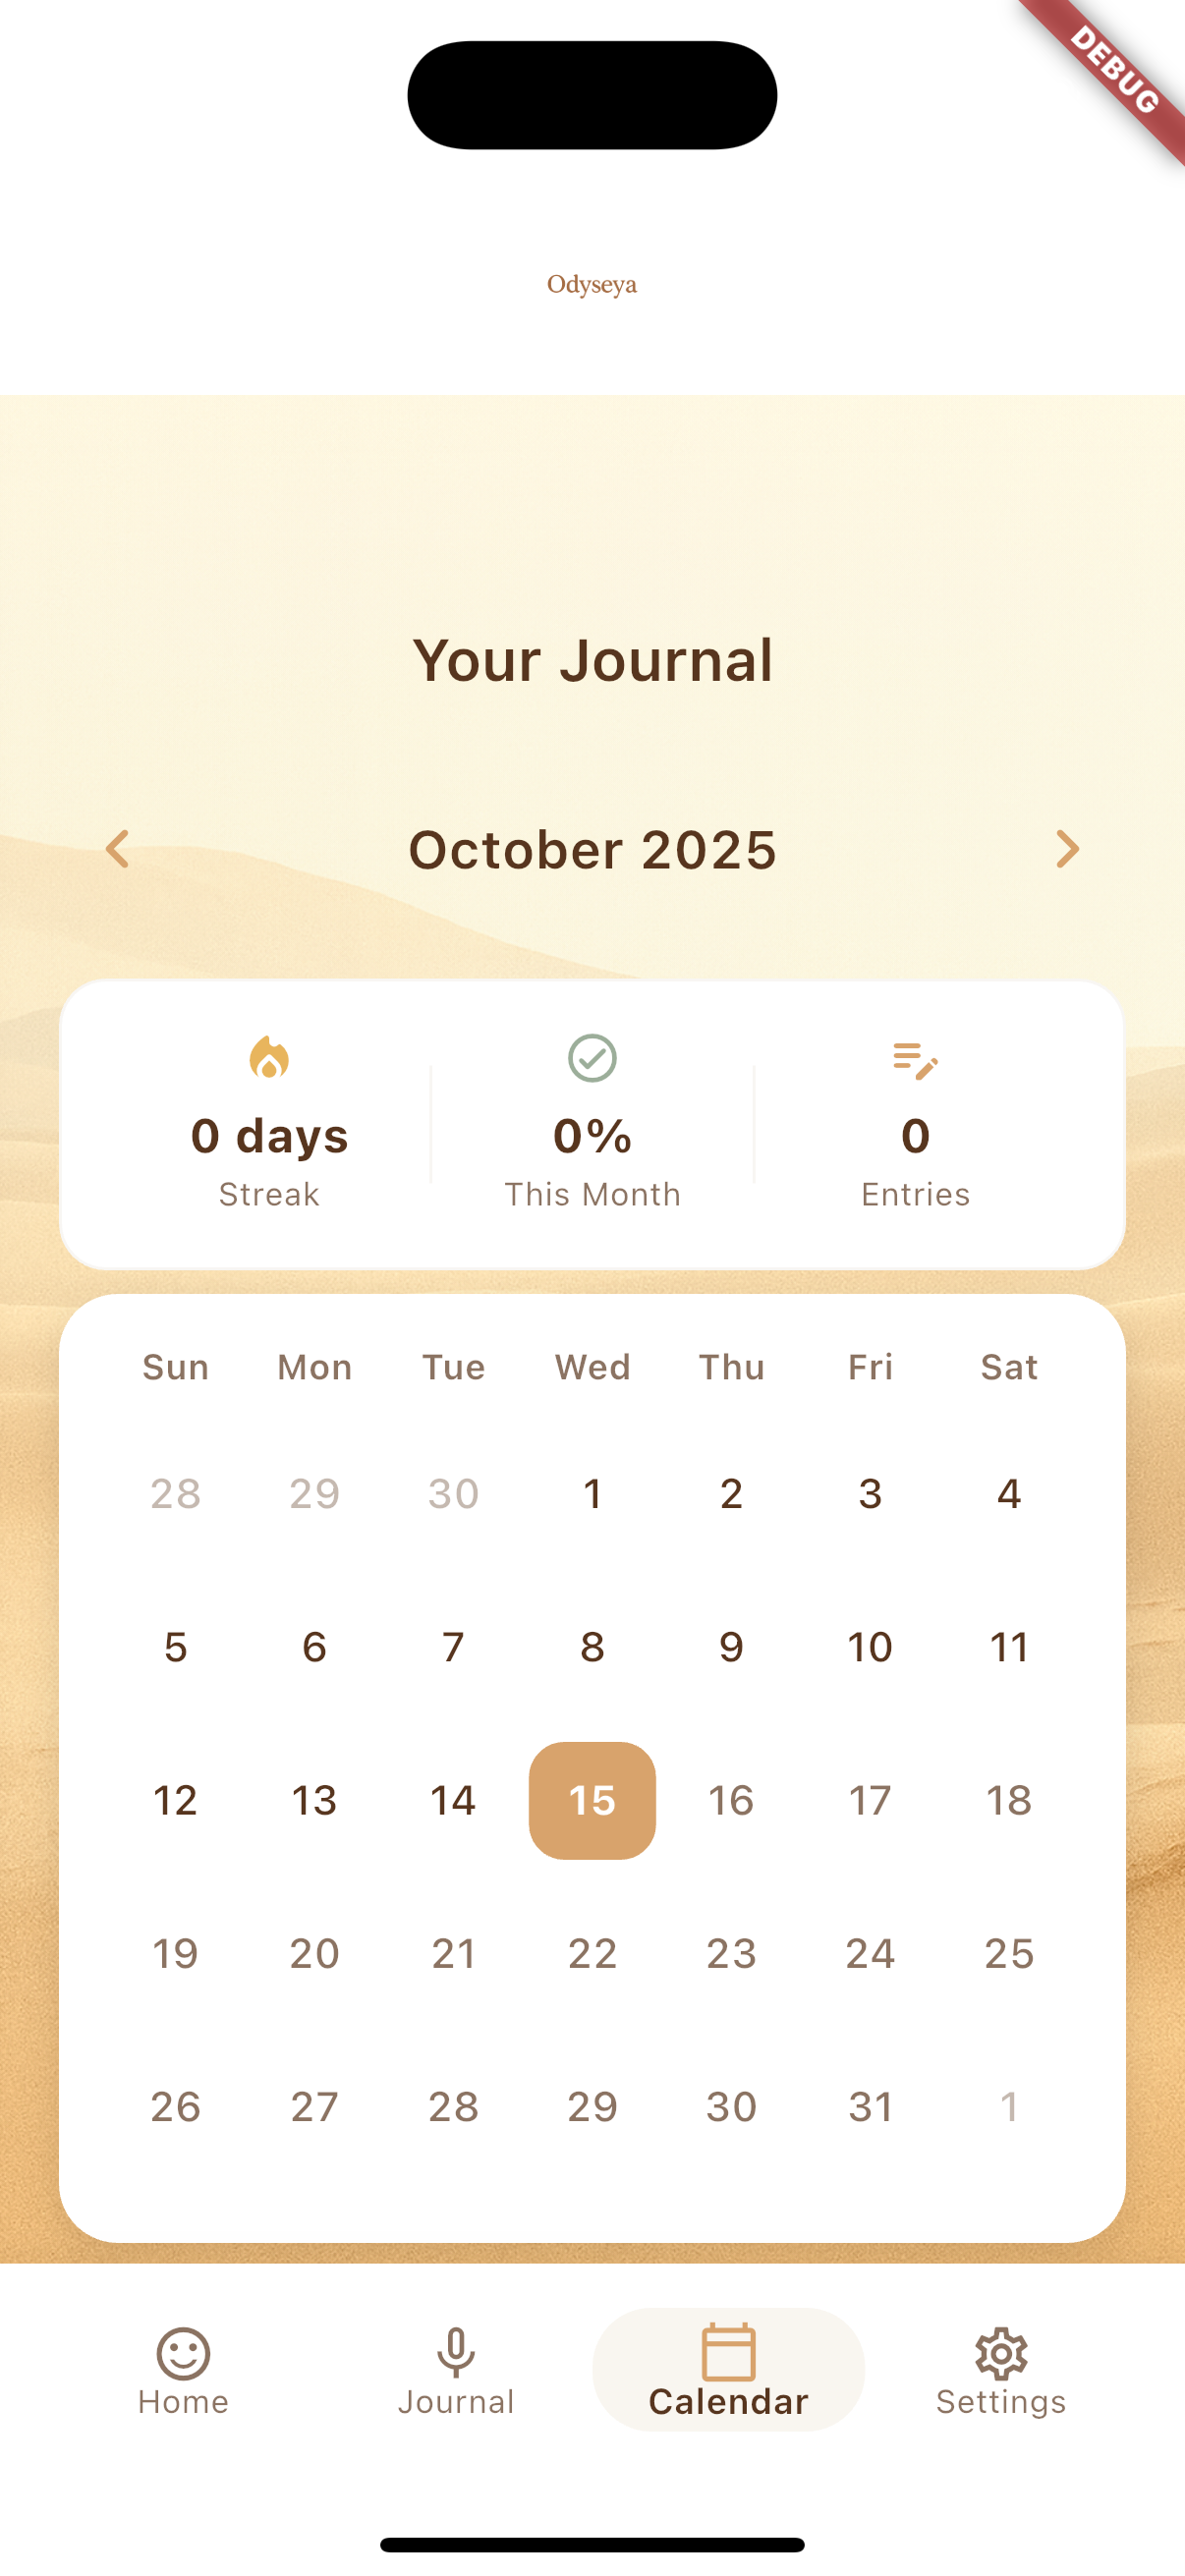 DEBUG
Odyseya
Your Journal
October 2025
0 days 0% 0
Streak This Month Entries
Sun Mon Tue Wed Thu Fri Sat
28 29 30 1 2 3 4
5 6 7 8 9 10 11
12 13 14 15 16 17 18
19 20 21 22 23 24 25
26 27 28 29 30 31 1
Home Journal Calendar Settings